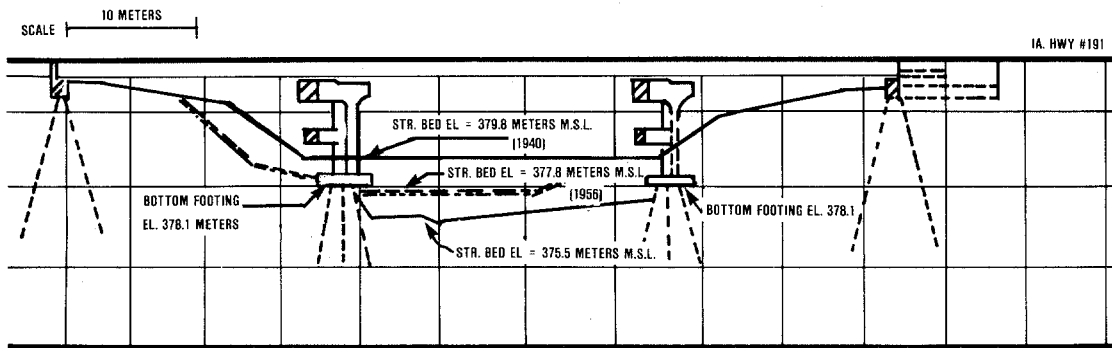 10 METERS
SCALE
IA. HWY #191
STR. BED EL = 379.8 METERS M.S.L.
(1940)
STR. BED EL = 377.8 METERS M.S.L
(1956)
BOTTOM FOOTING
EL. 378.1 METERS
BOTTOM FOOTING EL. 378.1
STR. BED EL = 375.5 METERS M.S.L.